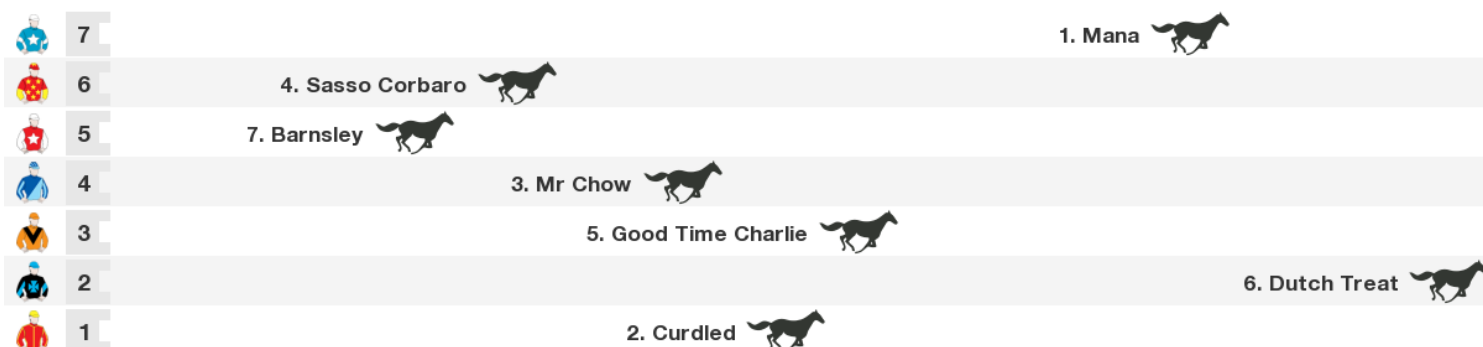 7 1. Mana
6 4. Sasso Corbaro
5 7. Barnsley
4 3. Mr Chow
3 5. Good Time Charlie
2 6. Dutch Treat
1 2. Curdled